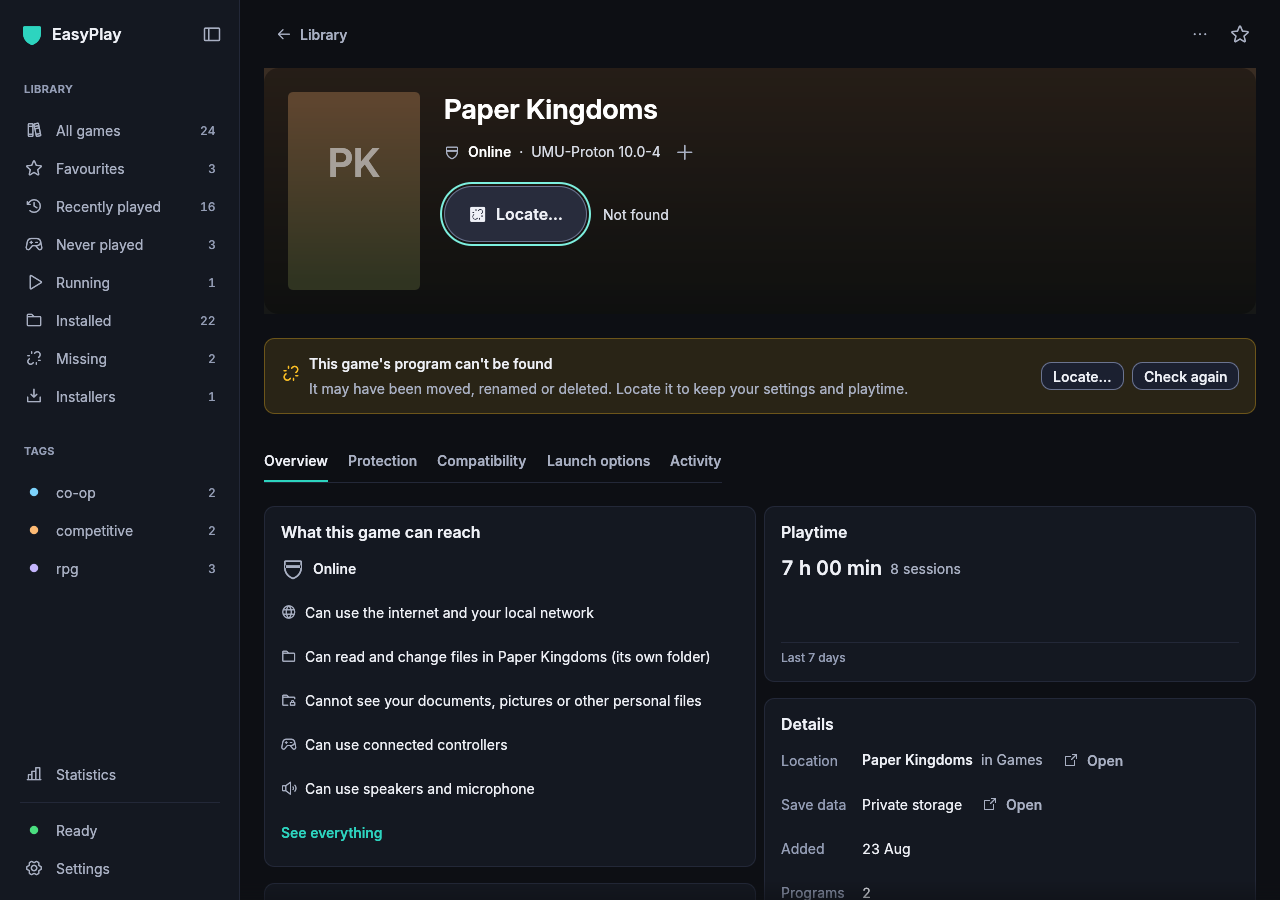 EasyPlay
LIBRARY
All games 24
Favourites 3
Recently played 16
Never played 3
Running 1
Installed 22
Missing 2
Installers 1
TAGS
co-op 2
competitive 2
rpg 3
Statistics
Ready
Settings
Library
PK
Paper Kingdoms
Online · UMU-Proton 10.0-4
Locate... Not found
This game's program can't be found
It may have been moved, renamed or deleted. Locate it to keep your settings and playtime.
Locate... Check again
Overview Protection Compatibility Launch options Activity
What this game can reach
Online
Can use the internet and your local network
Can read and change files in Paper Kingdoms (its own folder)
Cannot see your documents, pictures or other personal files
Can use connected controllers
Can use speakers and microphone
See everything
Playtime
7 h 00 min 8 sessions
Last 7 days
Details
Location Paper Kingdoms in Games Open
Save data Private storage Open
Added 23 Aug
Programs 2